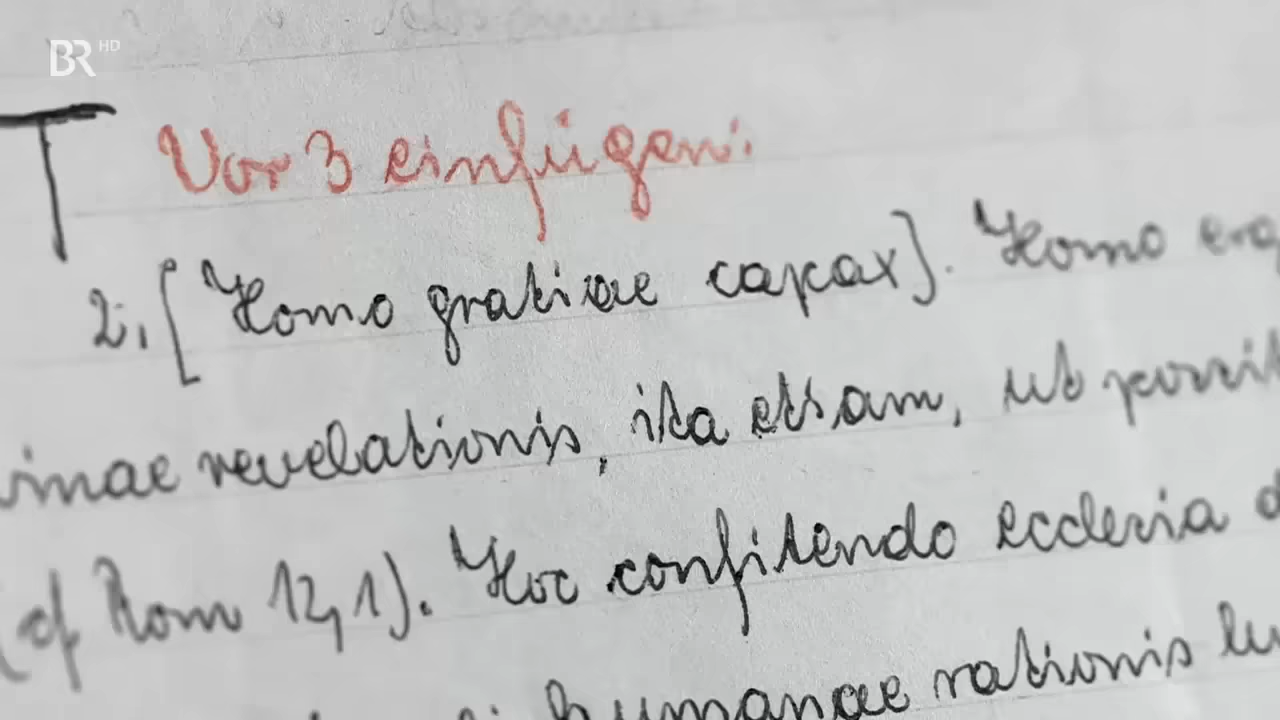 BR HD
Vor 3 einfügen:
2. [Homo gratiae capax]. Homo erg
inae revelationis, ita etiam, ut possit
(cf Rom 12,1). Hoc confitendo ecclesia d
humanae rationis lu